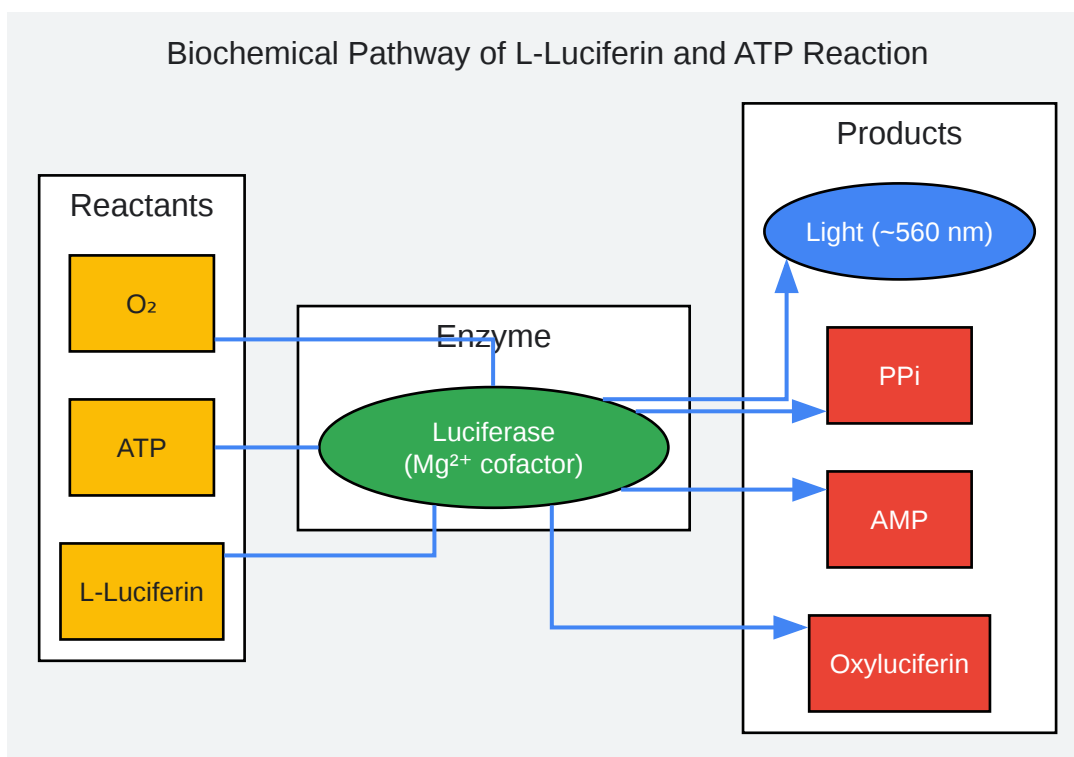 Biochemical Pathway of L-Luciferin and ATP Reaction
Reactants
O₂
ATP
L-Luciferin
Enzyme
Luciferase
(Mg²⁺ cofactor)
Products
Light (~560 nm)
PPi
AMP
Oxyluciferin